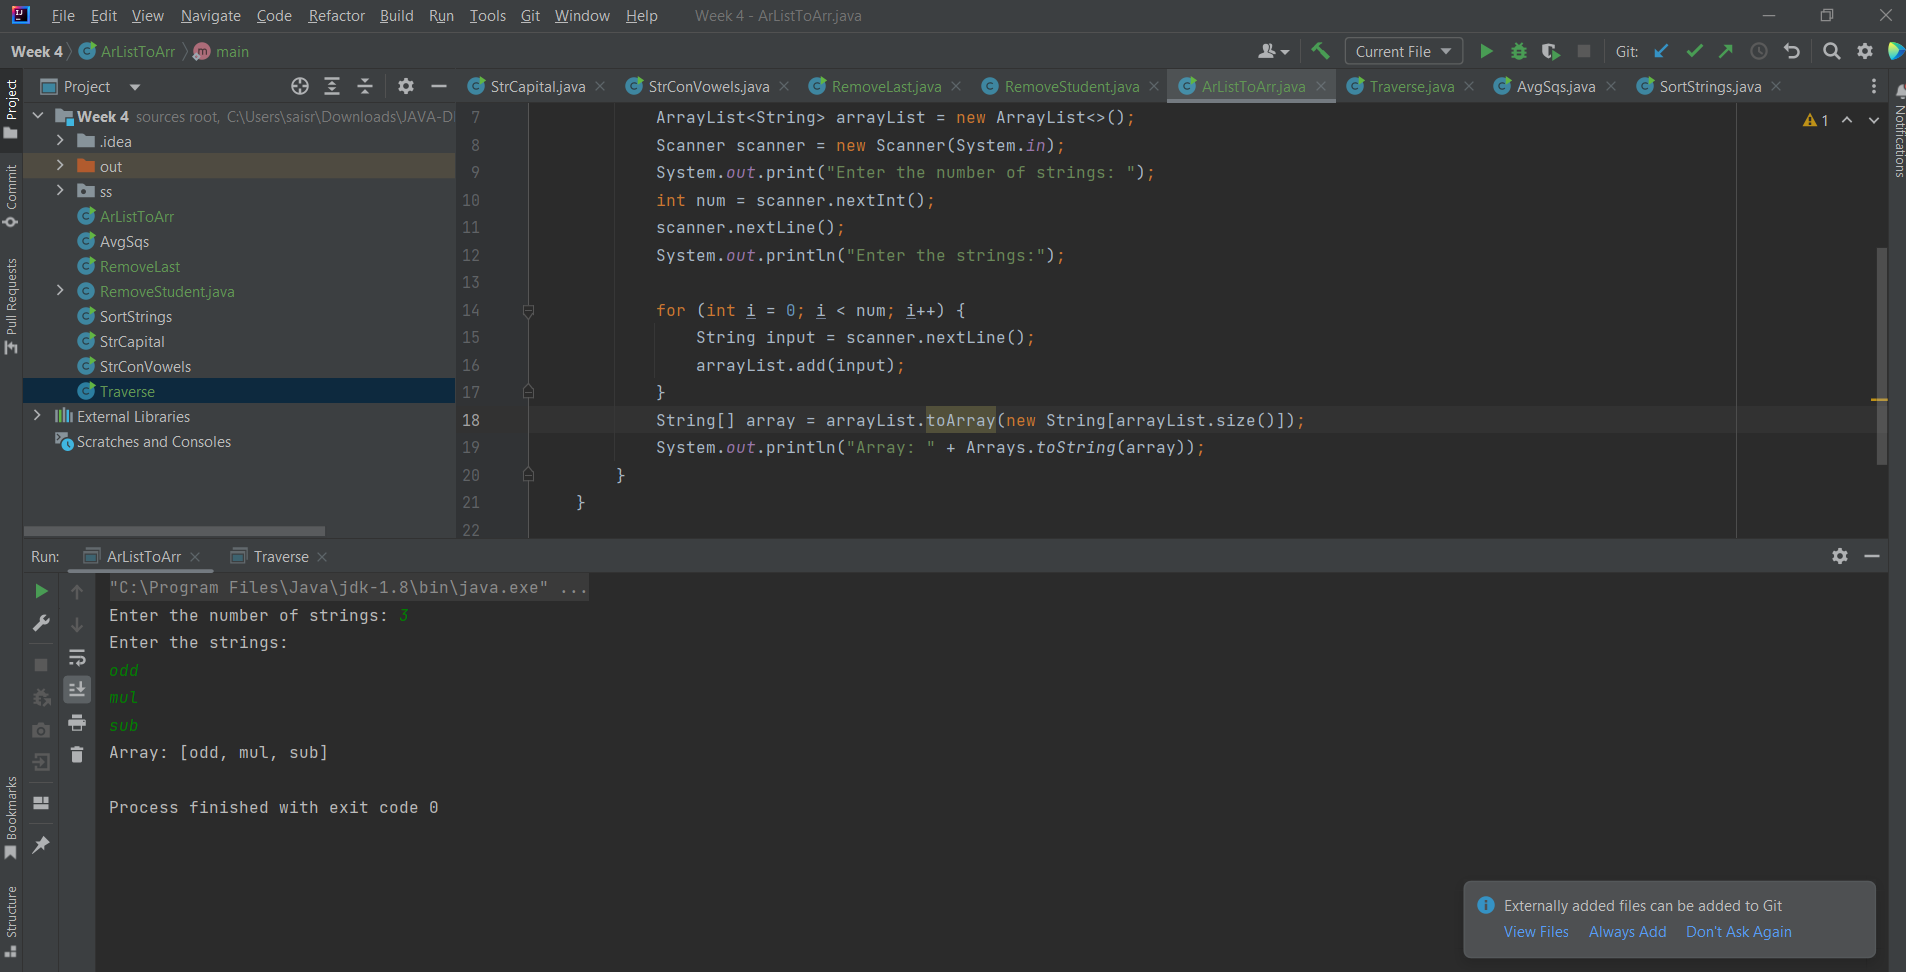 File Edit View Navigate Code Refactor Build Run Tools Git Window Help Week 4 - ArListToArr.java
Week 4 ArListToArr m main
Current File Git:
Project
StrCapital.java StrConVowels.java RemoveLast.java RemoveStudent.java ArListToArr.java Traverse.java AvgSqs.java SortStrings.java
Project
Commit
Pull Requests
Bookmarks
Structure
Notifications
Week 4 sources root, C:\Users\saisr\Downloads\JAVA-D
.idea
out
ss
ArListToArr
AvgSqs
RemoveLast
RemoveStudent.java
SortStrings
StrCapital
StrConVowels
Traverse
External Libraries
Scratches and Consoles
1
7 ArrayList<String> arrayList = new ArrayList<>();
8 Scanner scanner = new Scanner(System.in);
9 System.out.print("Enter the number of strings: ");
10 int num = scanner.nextInt();
11 scanner.nextLine();
12 System.out.println("Enter the strings:");
13
14 for (int i = 0; i < num; i++) {
15 String input = scanner.nextLine();
16 arrayList.add(input);
17 }
18 String[] array = arrayList.toArray(new String[arrayList.size()]);
19 System.out.println("Array: " + Arrays.toString(array));
20 }
21 }
22
Run: ArListToArr Traverse
"C:\Program Files\Java\jdk-1.8\bin\java.exe" ...
Enter the number of strings: 3
Enter the strings:
odd
mul
sub
Array: [odd, mul, sub]
Process finished with exit code 0
Externally added files can be added to Git
View Files Always Add Don't Ask Again